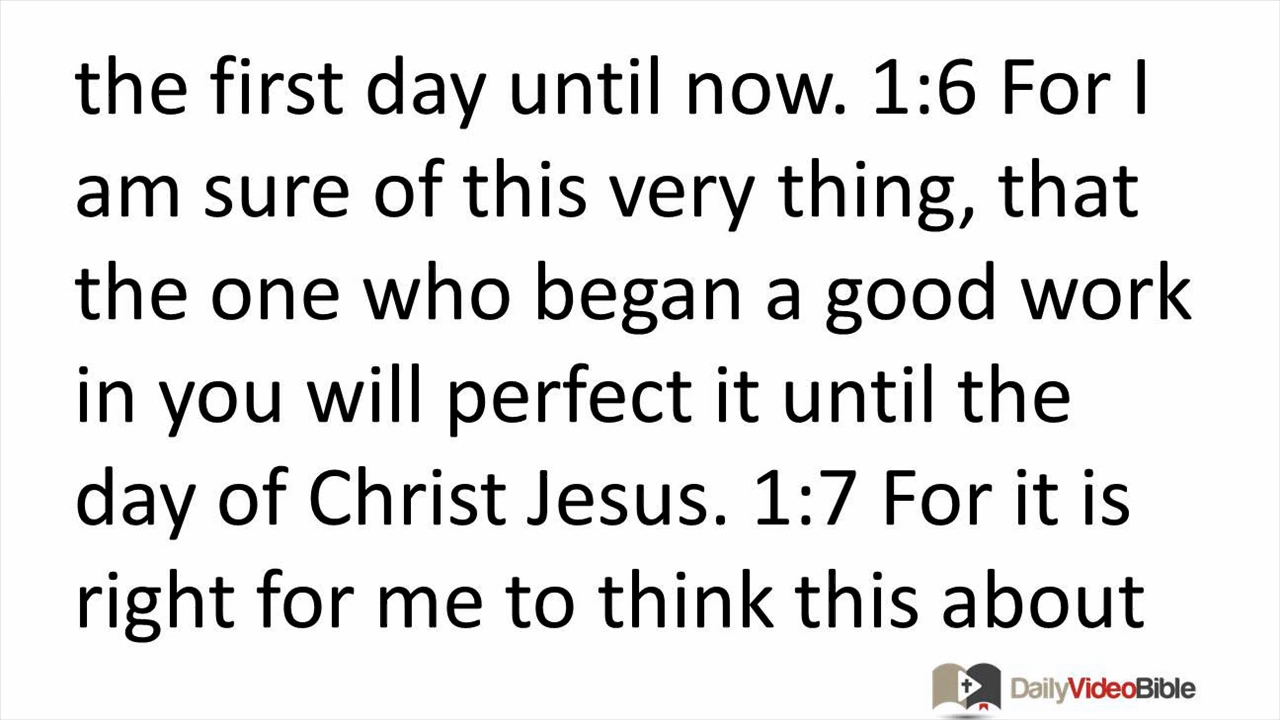 the first day until now. 1:6 For I
am sure of this very thing, that
the one who began a good work
in you will perfect it until the
day of Christ Jesus. 1:7 For it is
right for me to think this about
DailyVideoBible